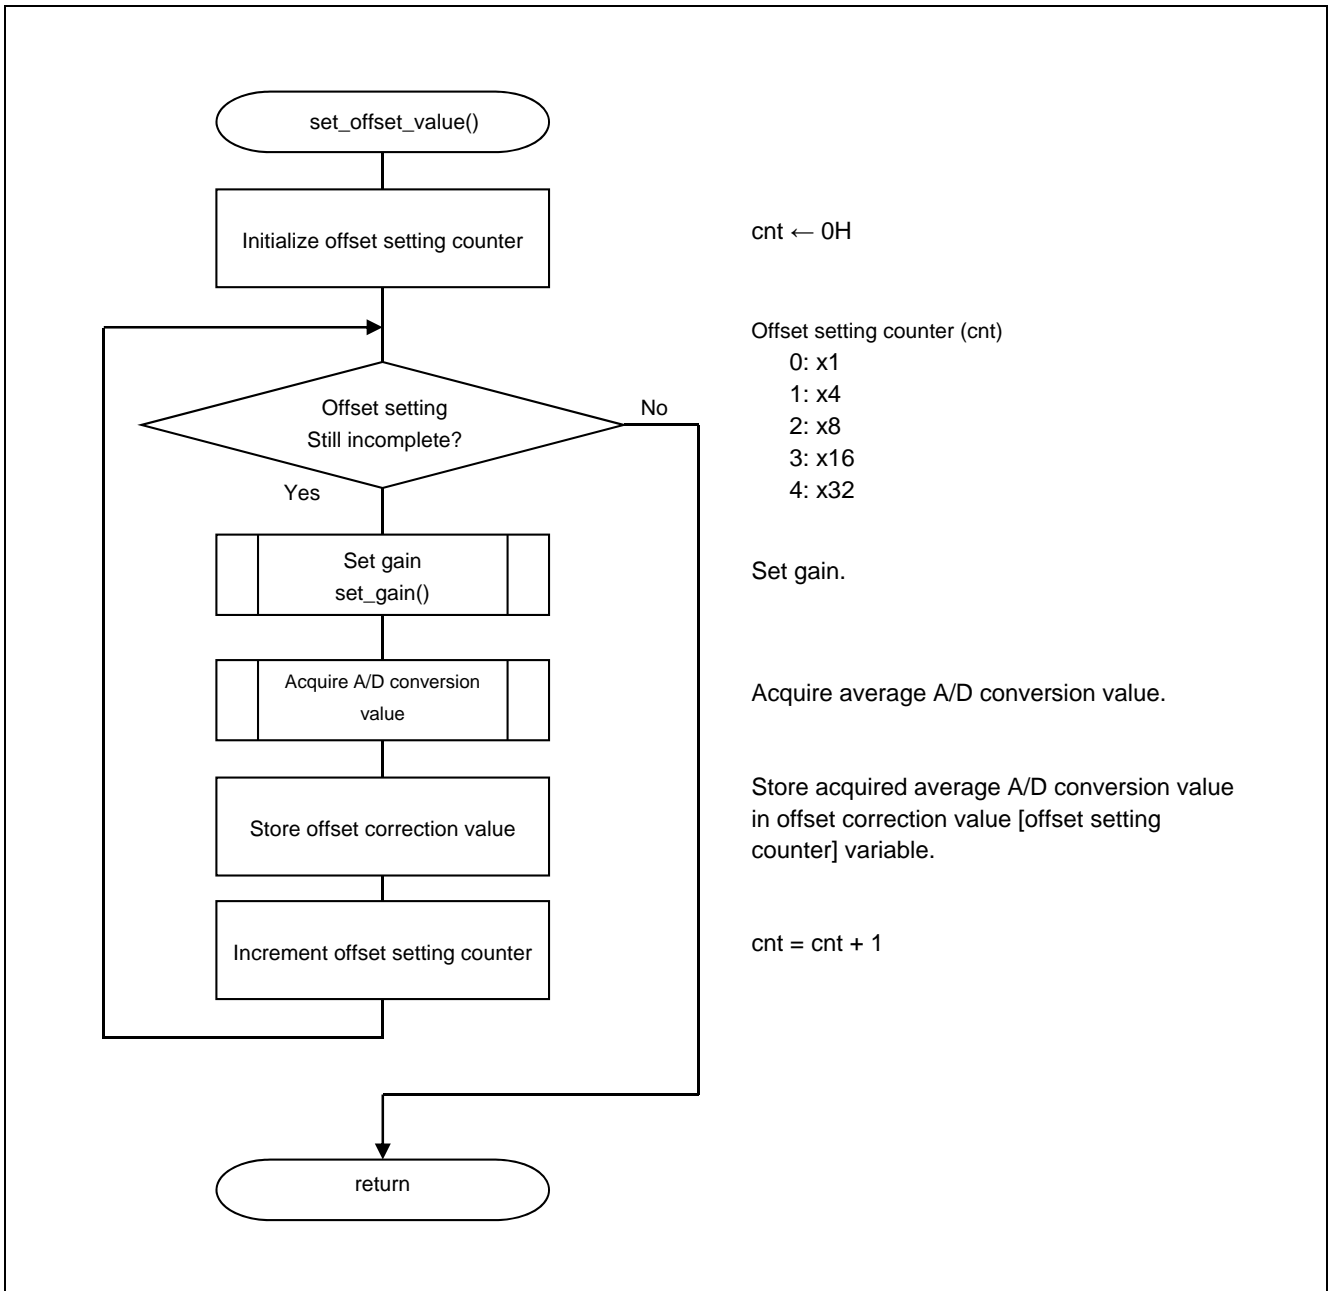 set_offset_value()
Initialize offset setting counter
cnt ← 0H
Offset setting counter (cnt)
0: x1
1: x4
2: x8
3: x16
4: x32
Offset setting
Still incomplete?
No
Yes
Set gain
set_gain()
Set gain.
Acquire A/D conversion
value
Acquire average A/D conversion value.
Store offset correction value
Store acquired average A/D conversion value
in offset correction value [offset setting
counter] variable.
Increment offset setting counter
cnt = cnt + 1
return